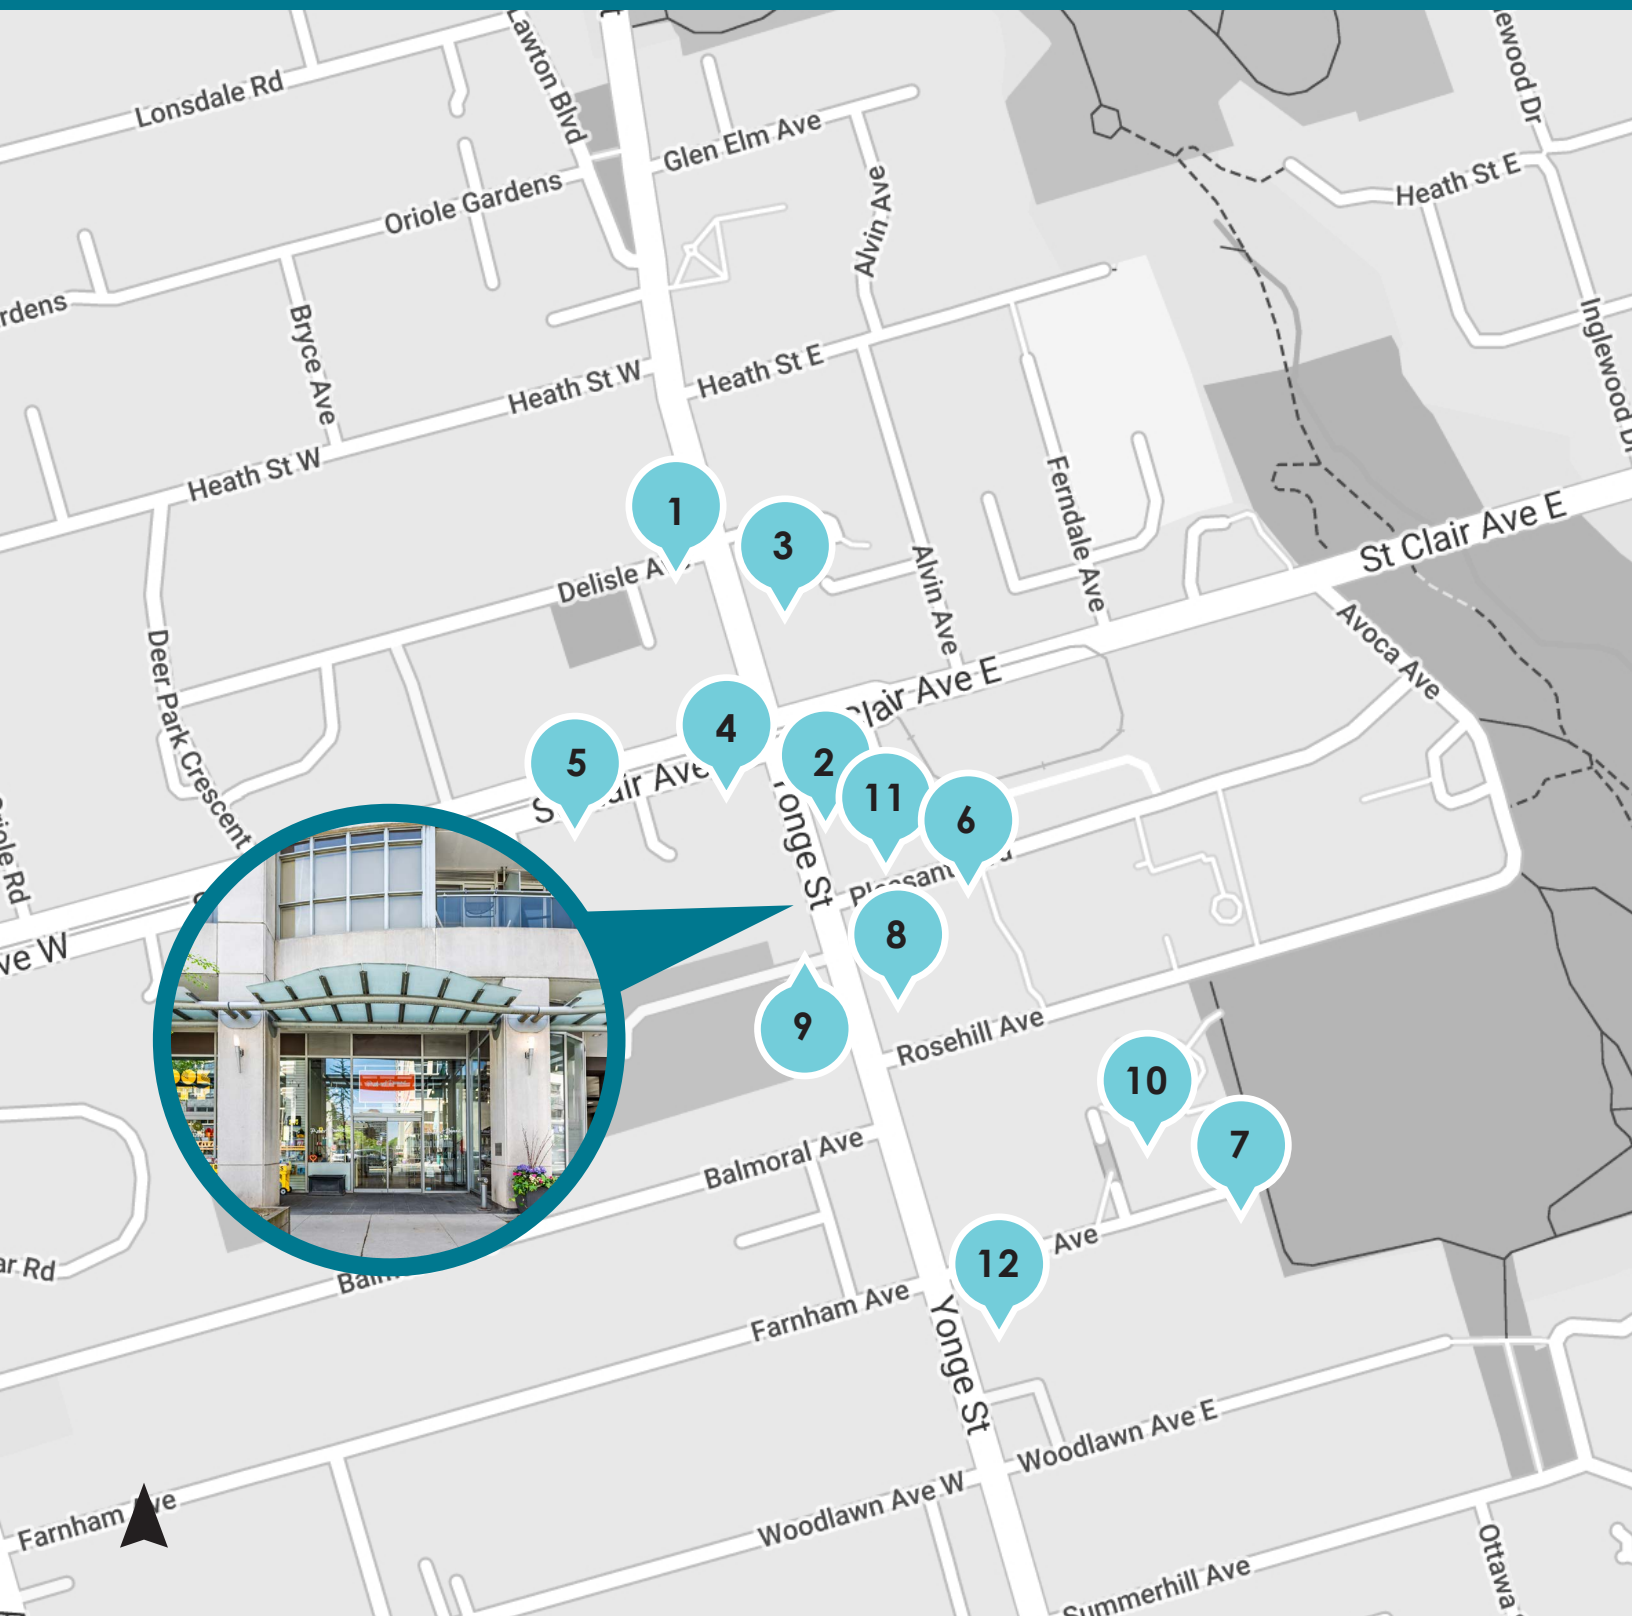 Lawton Blvd
Lonsdale Rd
Glen Elm Ave
Oriole Gardens
Alvin Ave
Heath St E
Inglewood Dr
Bryce Ave
Heath St W
Heath St E
Heath St W
1
3
Delisle
Ferndale Ave
Alvin Ave
St Clair Ave E
Avoca Ave
Deer Park Crescent
Ave E
4
5
2
11
6
Ave
Yonge St
8
9
Rosehill Ave
10
7
Balmoral Ave
12
Ave
Farnham Ave
Yonge St
Woodlawn Ave E
Woodlawn Ave W
Farnham Ave
Summerhill Ave
Ottawa